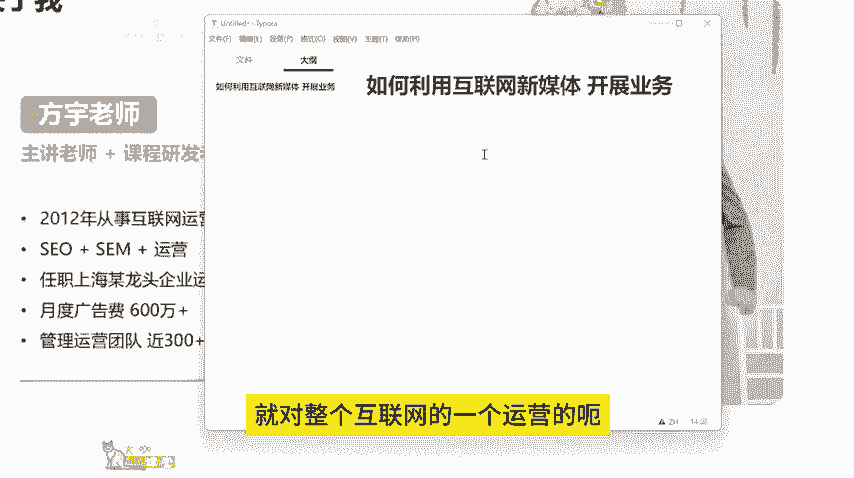 Untitled• - Typora
文件(F) 编辑(E) 段落(P) 格式(O) 视图(V) 主题(T) 帮助(H)
文件 大纲
如何利用互联网新媒体 开展业务
如何利用互联网新媒体 开展业务
方宇老师
主讲老师 + 课程研发
• 2012年从事互联网运营
• SEO + SEM + 运营
• 任职上海某龙头企业运
• 月度广告费 600万+
• 管理运营团队 近300+
就对整个互联网的一个运营的呃